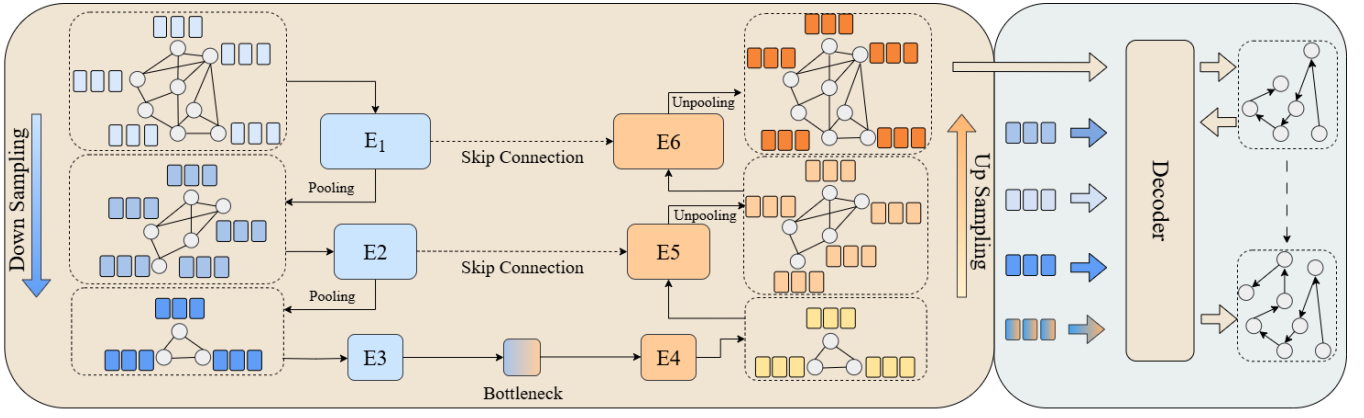 Down Sampling
E1
Pooling
Skip Connection
E6
Unpooling
E2
Pooling
Skip Connection
E5
Unpooling
E3
Bottleneck
E4
Up Sampling
Decoder